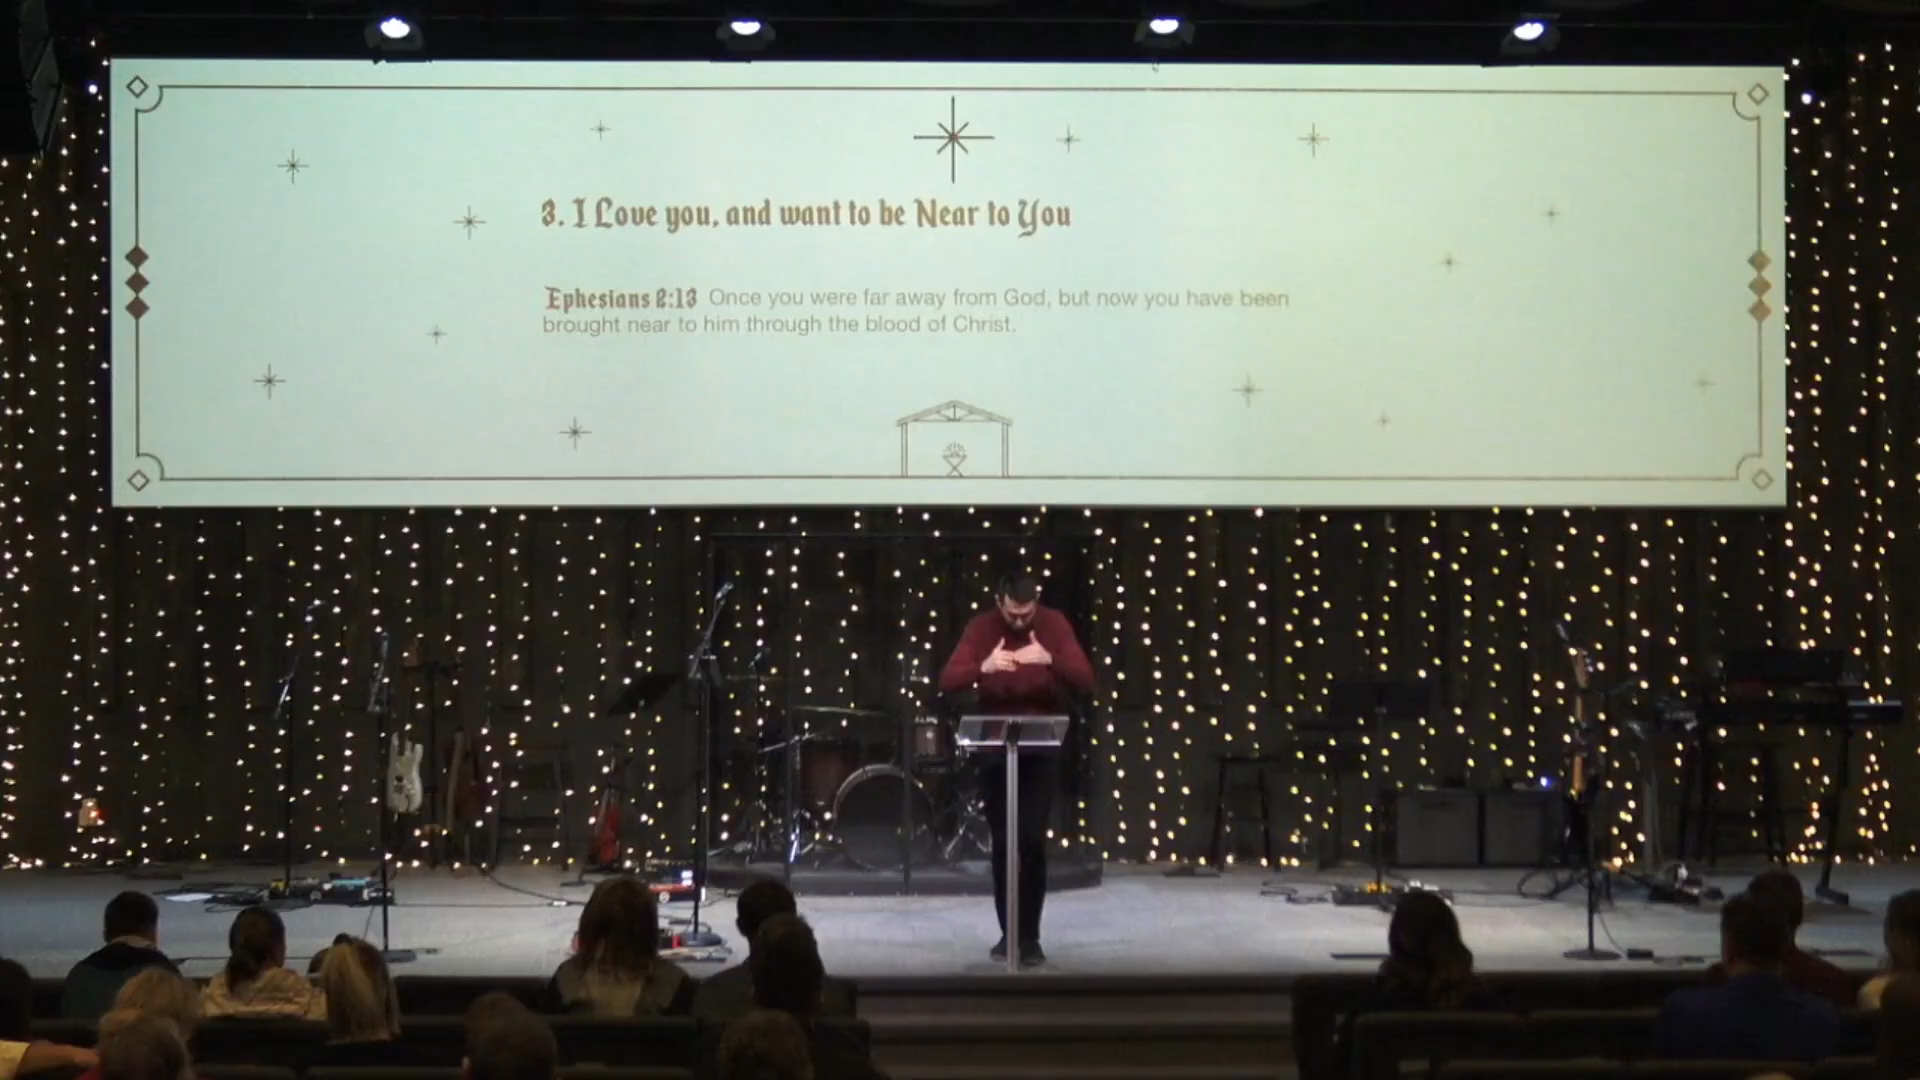 3. I Love you, and want to be Near to You
Ephesians 2:13 Once you were far away from God, but now you have been
brought near to him through the blood of Christ.